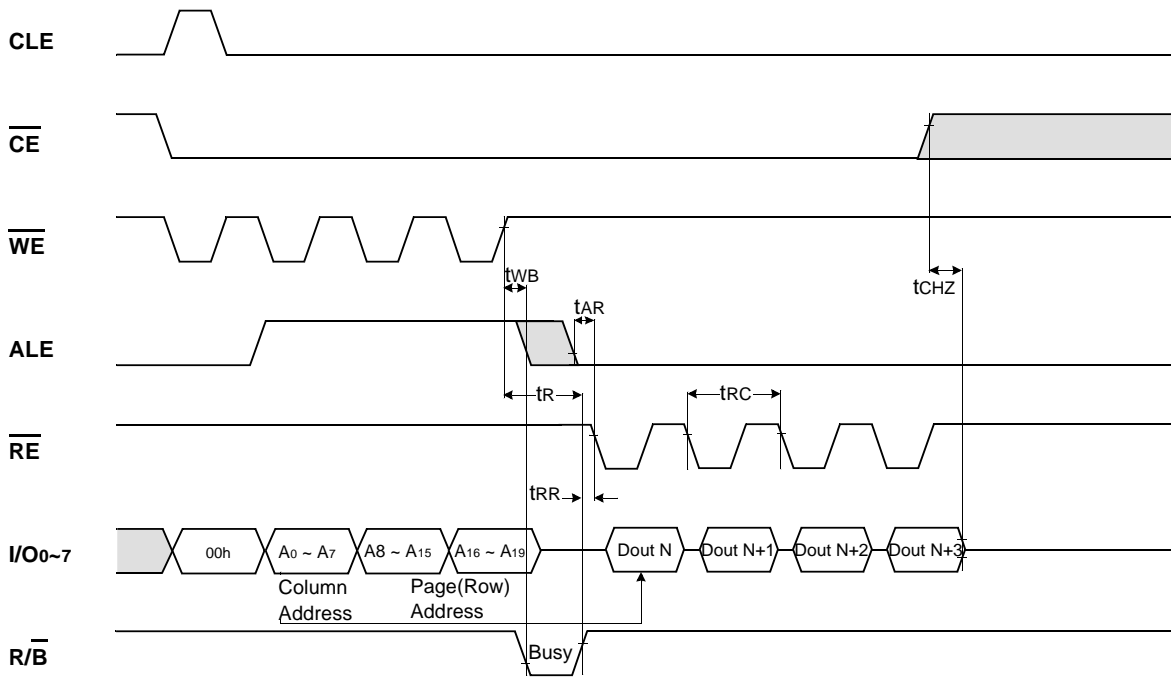 CLE
CE
WE
tWB
tCHZ
tAR
ALE
tR
tRC
RE
tRR
I/O0~7
00h
A0 ~ A7
A8 ~ A15
A16 ~ A19
Dout N
Dout N+1
Dout N+2
Dout N+3
Column
Address
Page(Row)
Address
R/B
Busy